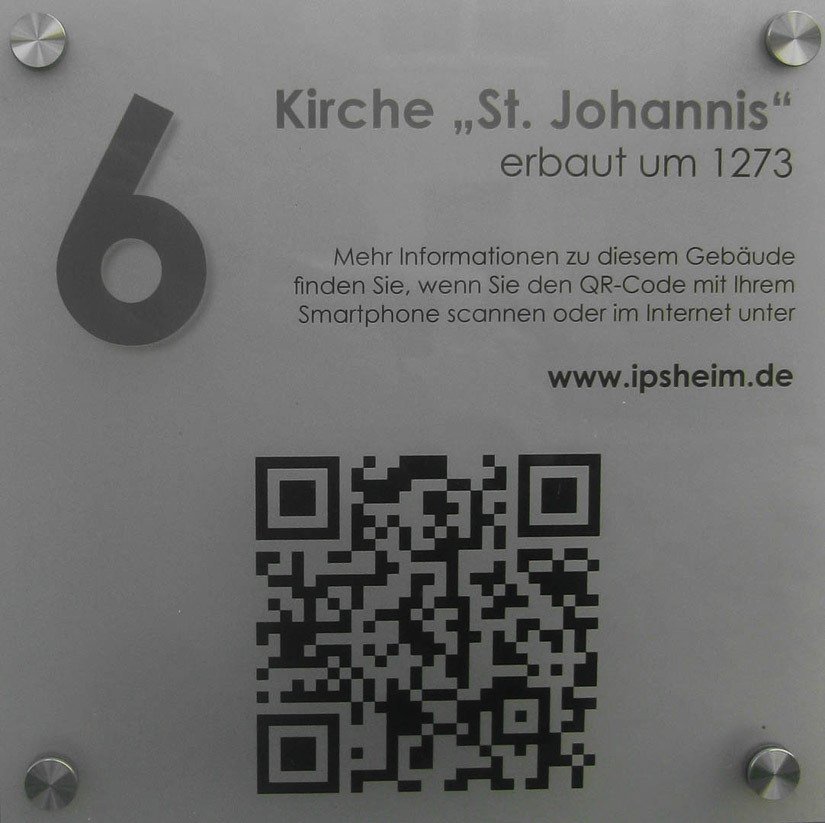 6
Kirche „St. Johannis“
erbaut um 1273
Mehr Informationen zu diesem Gebäude
finden Sie, wenn Sie den QR-Code mit Ihrem
Smartphone scannen oder im Internet unter
www.ipsheim.de